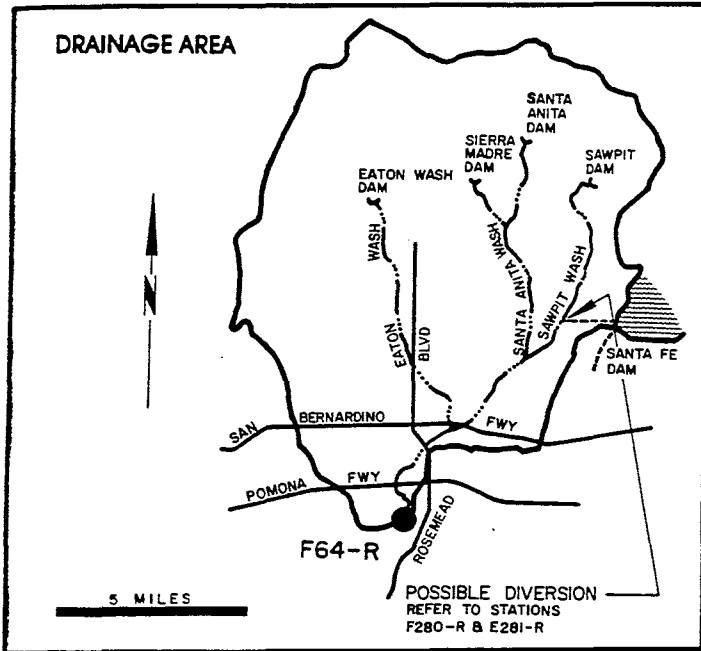 DRAINAGE AREA
SANTA
ANITA
DAM
SIERRA
MADRE
DAM
SAWPIT
DAM
EATON WASH
DAM
WASH
EATON
BLVD
SANTA ANITA WASH
SAWPIT WASH
SANTA FE
DAM
N
SAN BERNARDINO FWY
POMONA FWY
ROSEMEAD
F64-R
5 MILES
POSSIBLE DIVERSION
REFER TO STATIONS
F280-R & E281-R